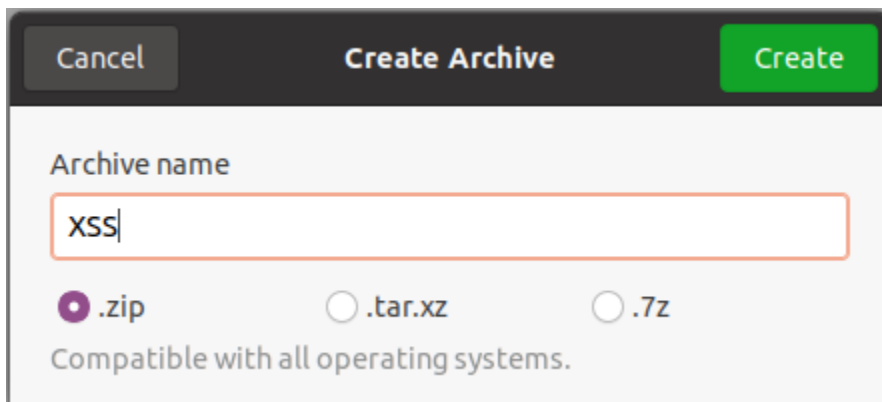 Cancel Create Archive Create
Archive name
xss
.zip .tar.xz .7z
Compatible with all operating systems.